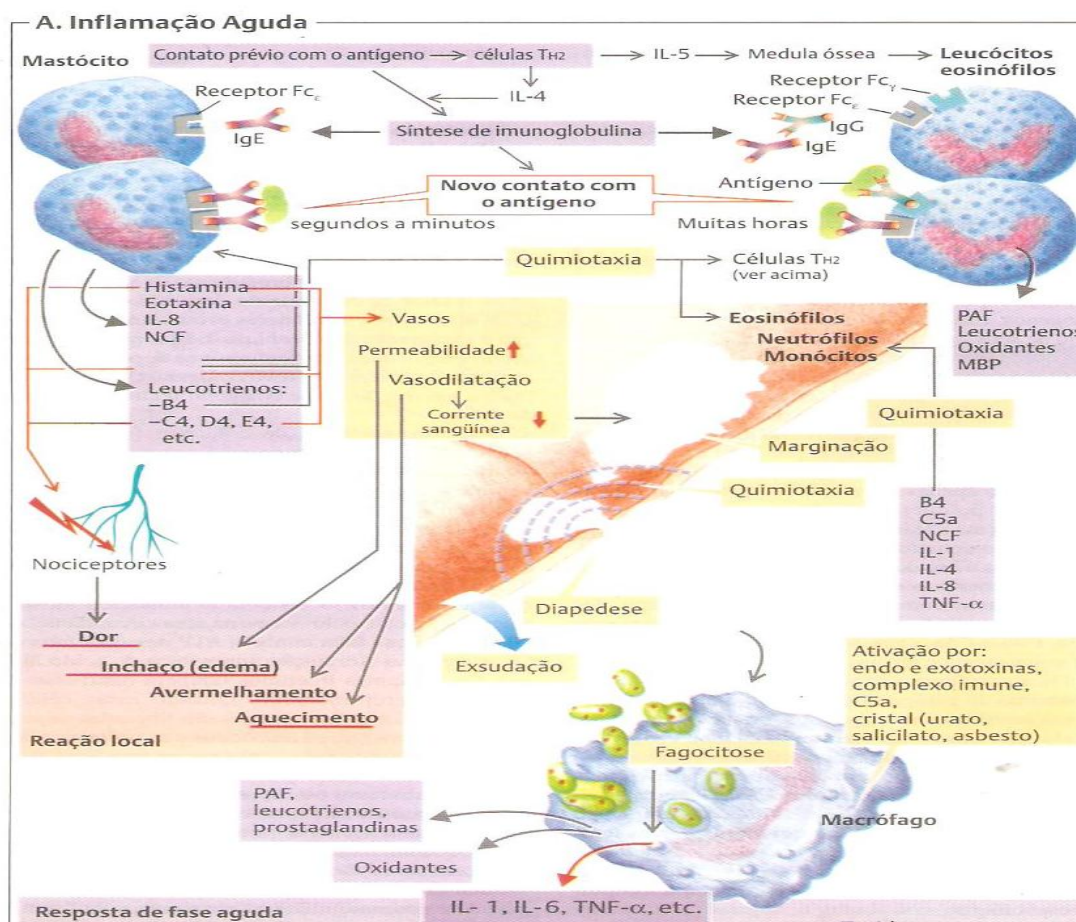 A. Inflamação Aguda
Mastócito
Contato prévio com o antígeno
células TH2
IL-5
Medula óssea
Leucócitos
eosinófilos
Receptor Fcε
IL-4
Receptor Fcγ
Receptor Fcε
IgE
Síntese de imunoglobulina
IgG
IgE
Novo contato com
o antígeno
Antígeno
segundos a minutos
Muitas horas
Quimiotaxia
Células TH2
(ver acima)
Histamina
Eotaxina
IL-8
NCF
Leucotrienos:
–B4
–C4, D4, E4,
etc.
Vasos
Permeabilidade
Vasodilatação
Corrente
sangüínea
Eosinófilos
Neutrófilos
Monócitos
PAF
Leucotrienos
Oxidantes
MBP
Quimiotaxia
Marginação
Quimiotaxia
B4
C5a
NCF
IL-1
IL-4
IL-8
TNF-α
Nociceptores
Diapedese
Exsudação
Dor
Inchaço (edema)
Avermelhamento
Aquecimento
Reação local
Ativação por:
endo e exotoxinas,
complexo imune,
C5a,
cristal (urato,
salicilato, asbesto)
Fagocitose
Macrófago
PAF,
leucotrienos,
prostaglandinas
Oxidantes
IL- 1, IL-6, TNF-α, etc.
Resposta de fase aguda